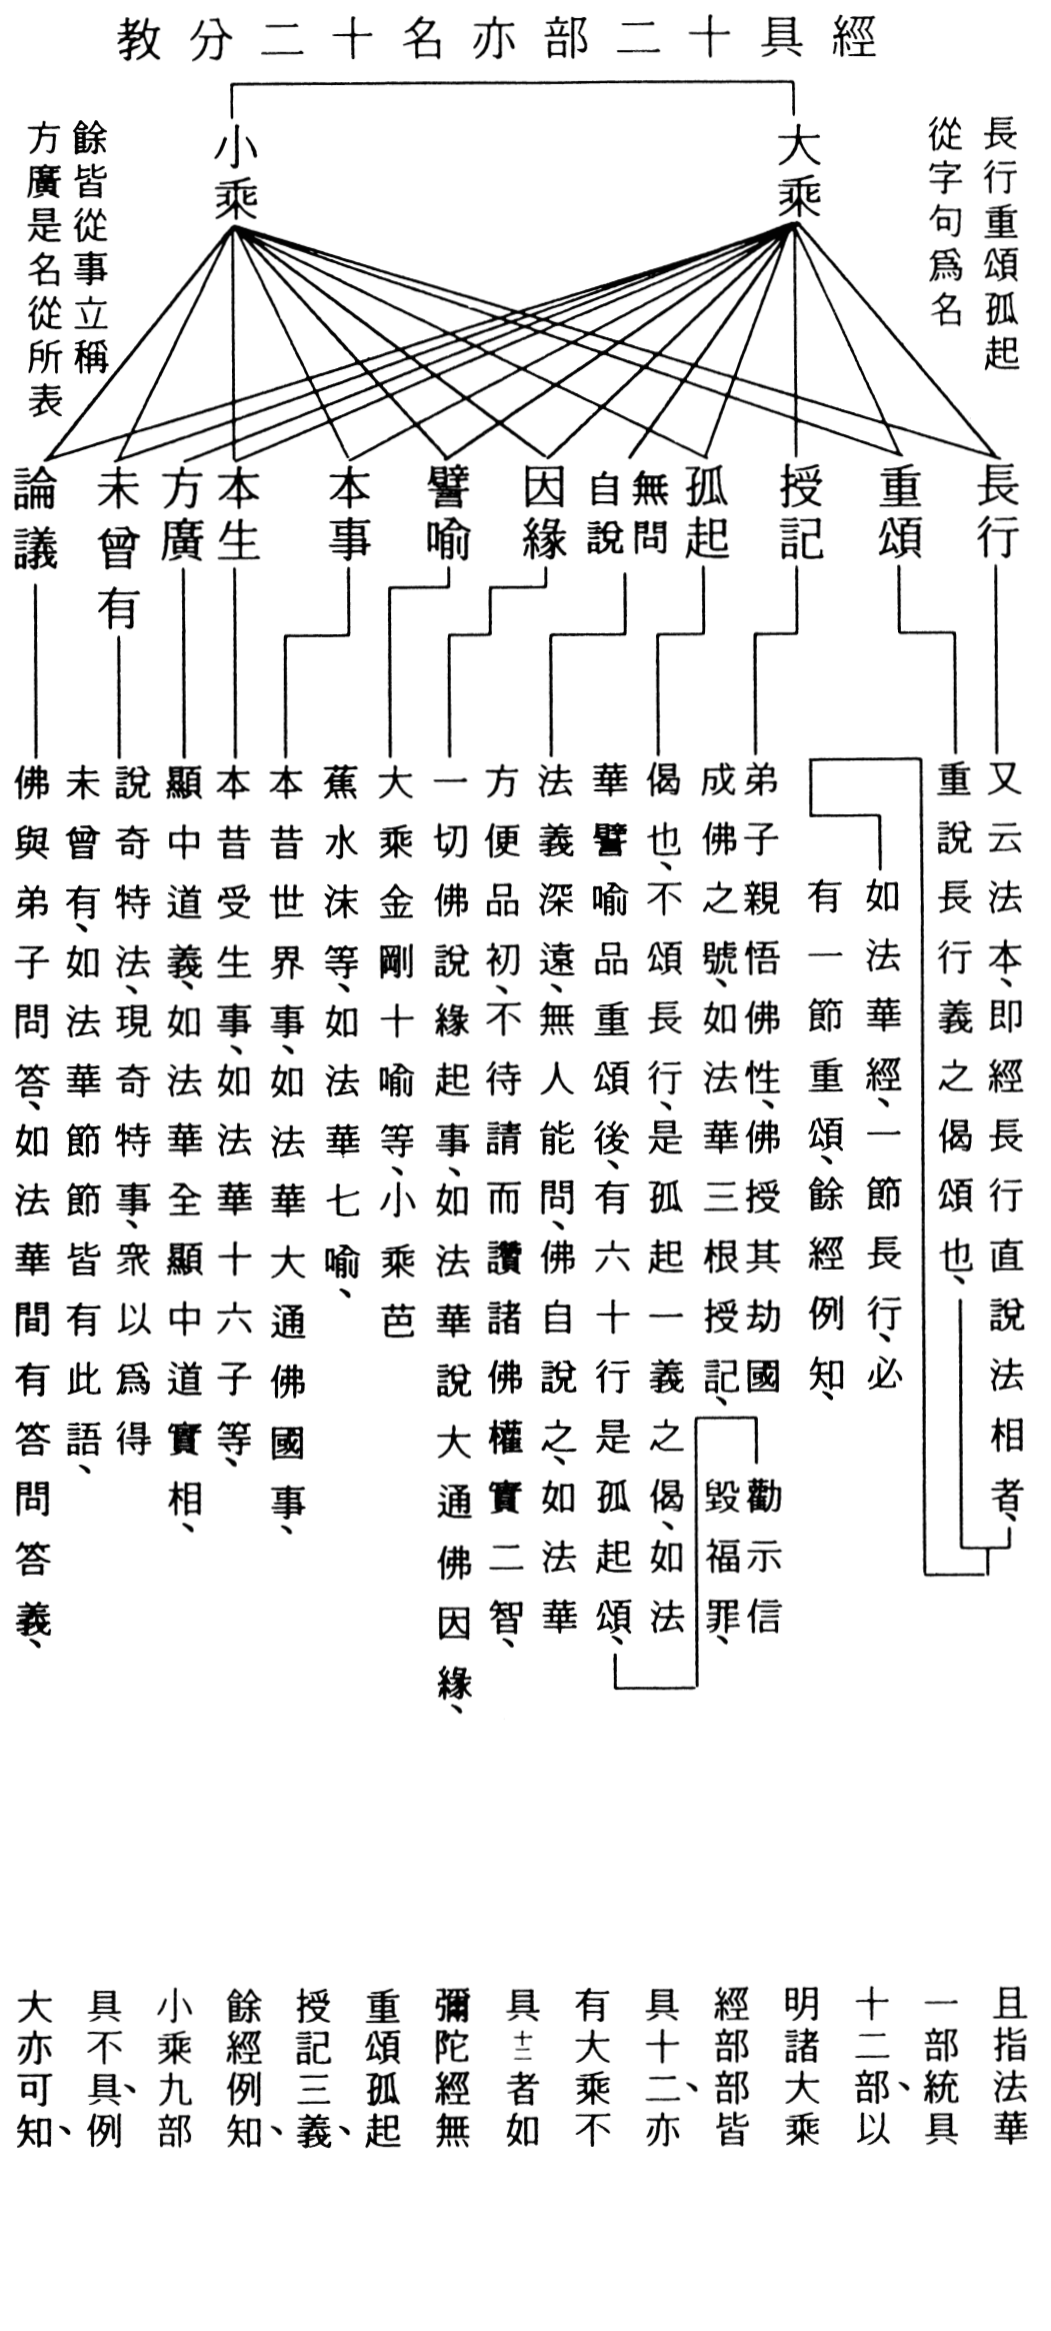 經具十二部亦名十二分教
長行重頌孤起
從字句爲名
大乘
小乘
餘皆從事立稱
方廣是名從所表
長行
重頌
授記
孤起
無問
自說
因緣
譬喻
本事
本生
方廣
未曾有
論議
又云法本、即經長行直說法相者、
重說長行義之偈頌也、
如法華經、一節長行、必
有一節重頌、餘經例知、
弟子親悟佛性、佛授其劫國
成佛之號、如法華三根授記、
勸示信
毀福罪、
偈也、不頌長行、是孤起一義之偈、如法
華譬喻品重頌後、有六十行是孤起頌、
法義深遠、無人能問、佛自說之、如法華
方便品初、不待請而讚諸佛權實二智、
一切佛說緣起事、如法華說大通佛因緣、
大乘金剛十喻等、小乘芭
蕉水沫等、如法華七喻、
本昔世界事、如法華大通佛國事、
本昔受生事、如法華十六子等、
顯中道義、如法華全顯中道實相、
說奇特法、現奇特事、衆以爲得
未曾有、如法華節節皆有此語、
佛與弟子問答、如法華間有答問答義、
且指法華
一部統具
十二部、以
明諸大乘
經部部皆
具十二、亦
有大乘不
具十二者如
彌陀經無
重頌孤起
授記三義、
餘經例知、
小乘九部
具不具、例
大亦可知、